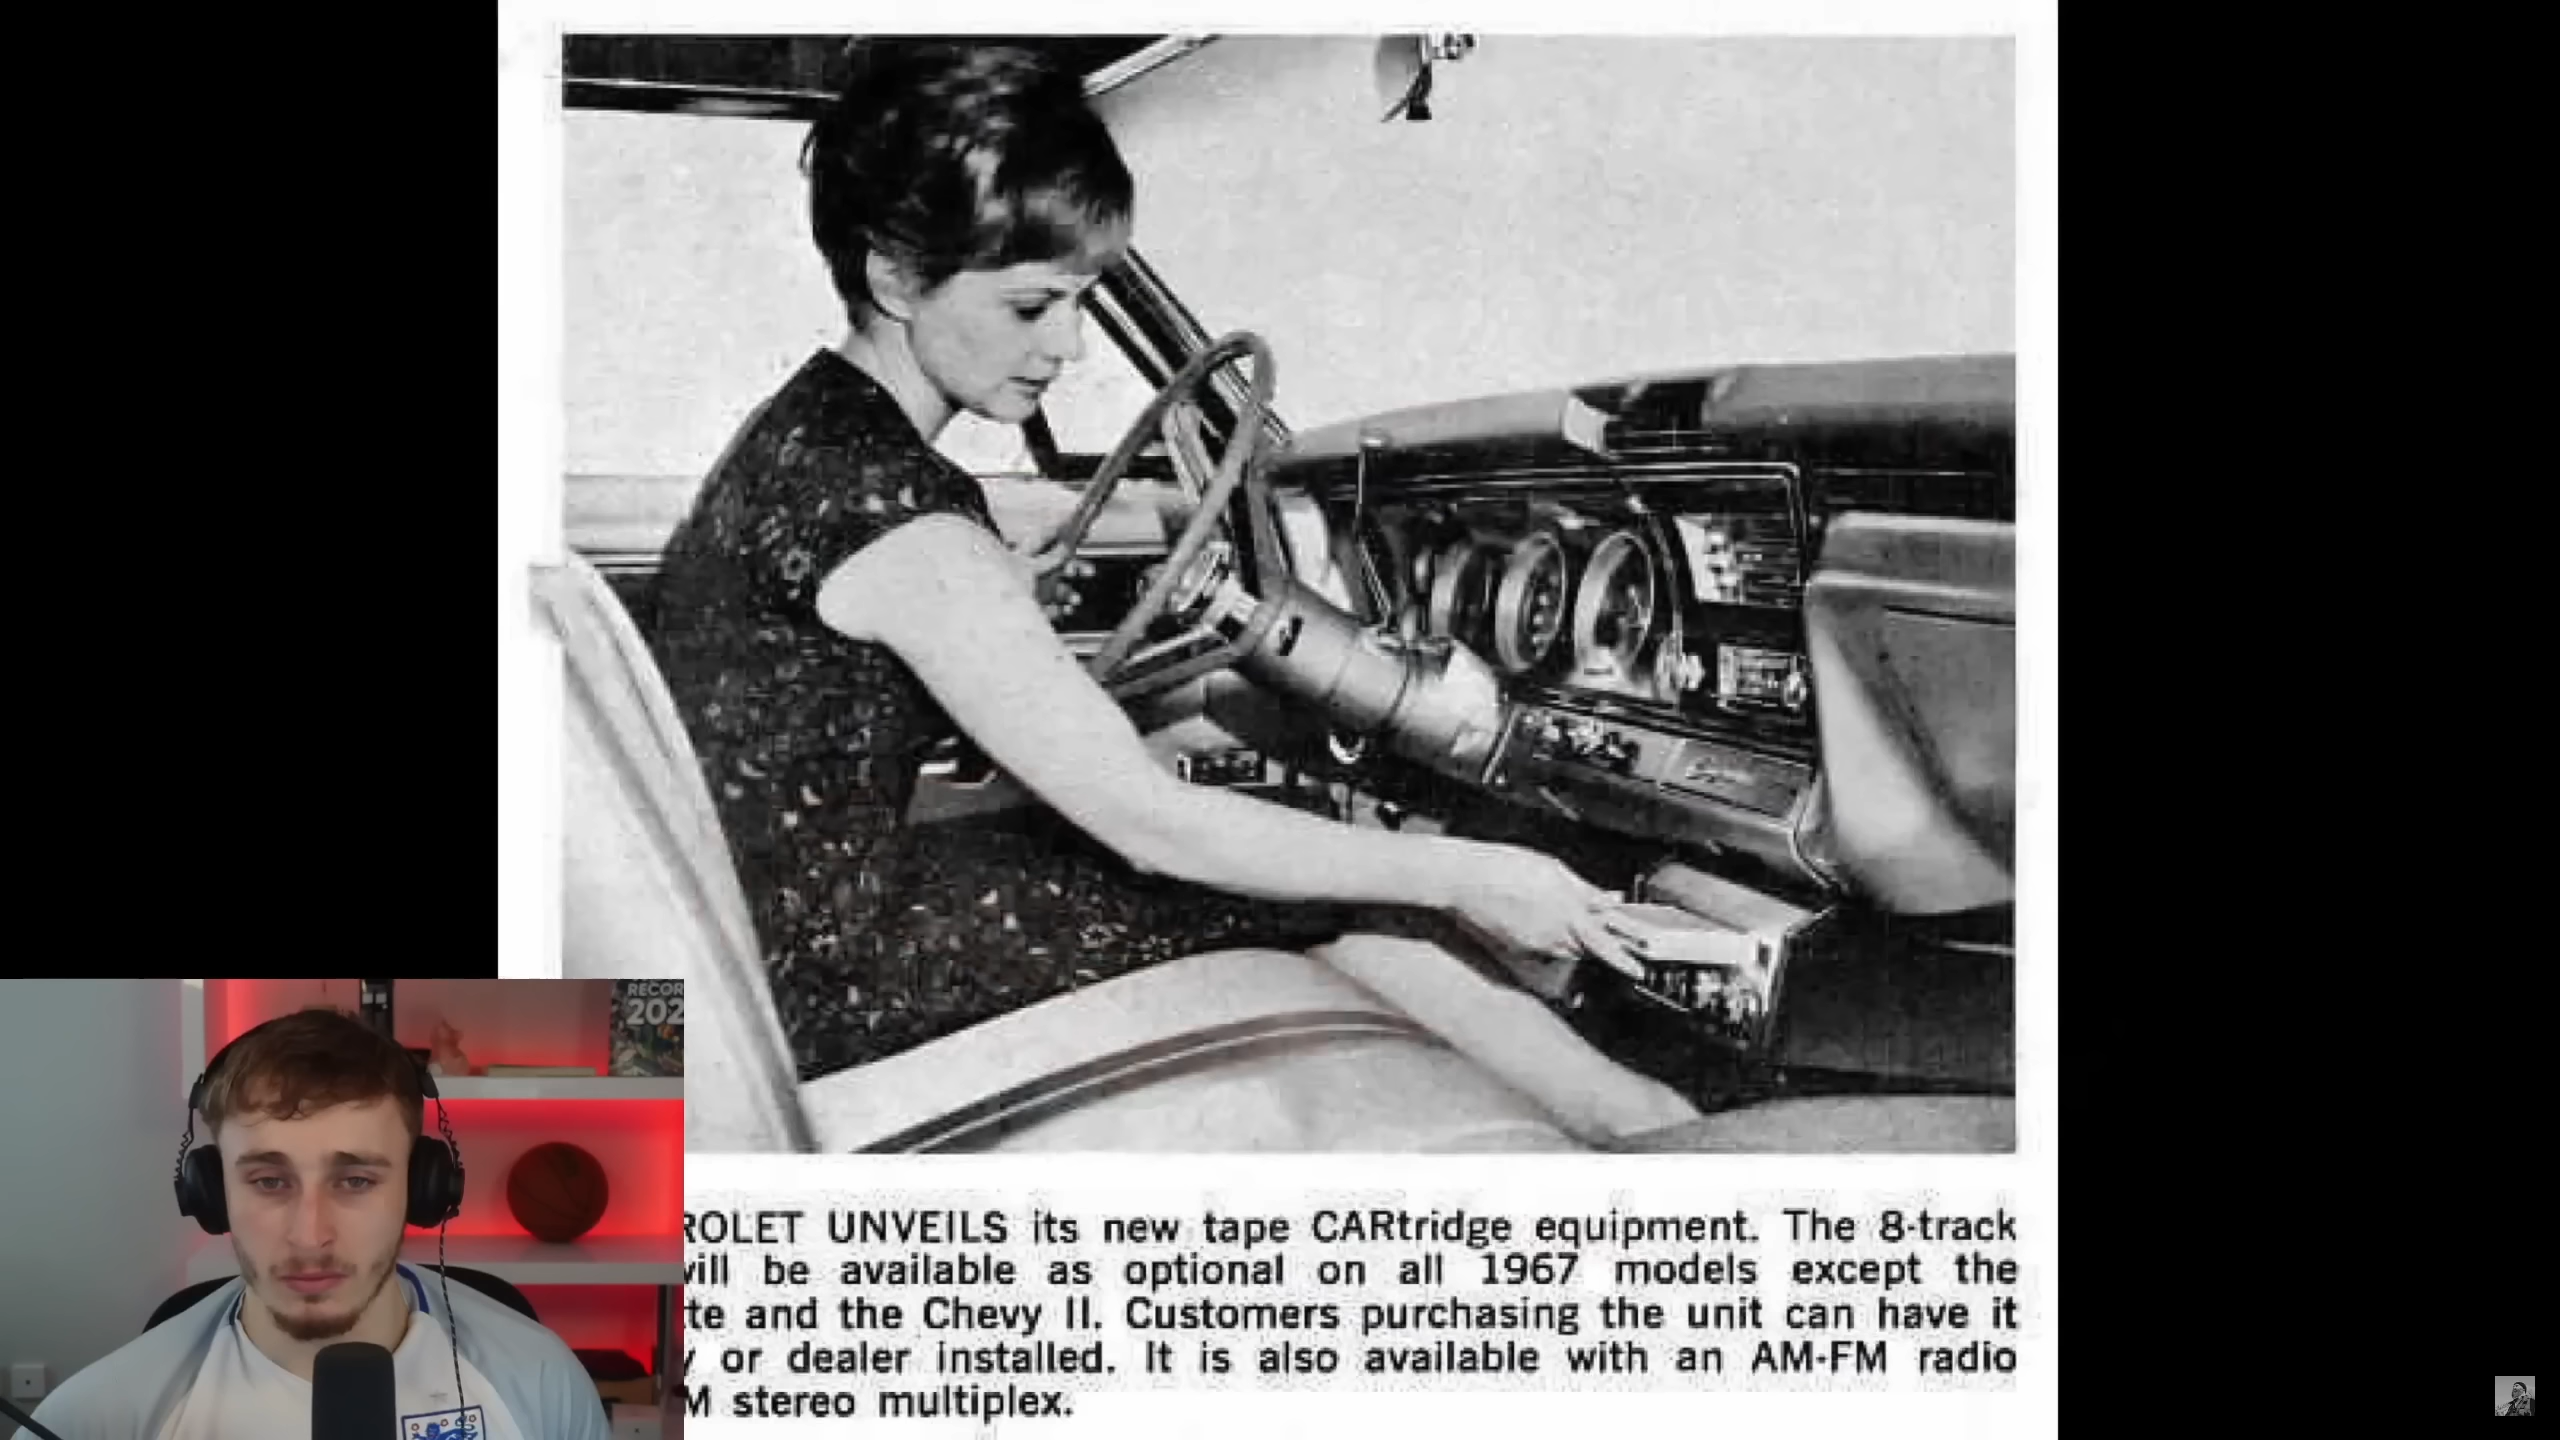 RECOR
202
ROLET UNVEILS its new tape CARtridge equipment. The 8-track
will be available as optional on all 1967 models except the
te and the Chevy II. Customers purchasing the unit can have it
y or dealer installed. It is also available with an AM-FM radio
M stereo multiplex.